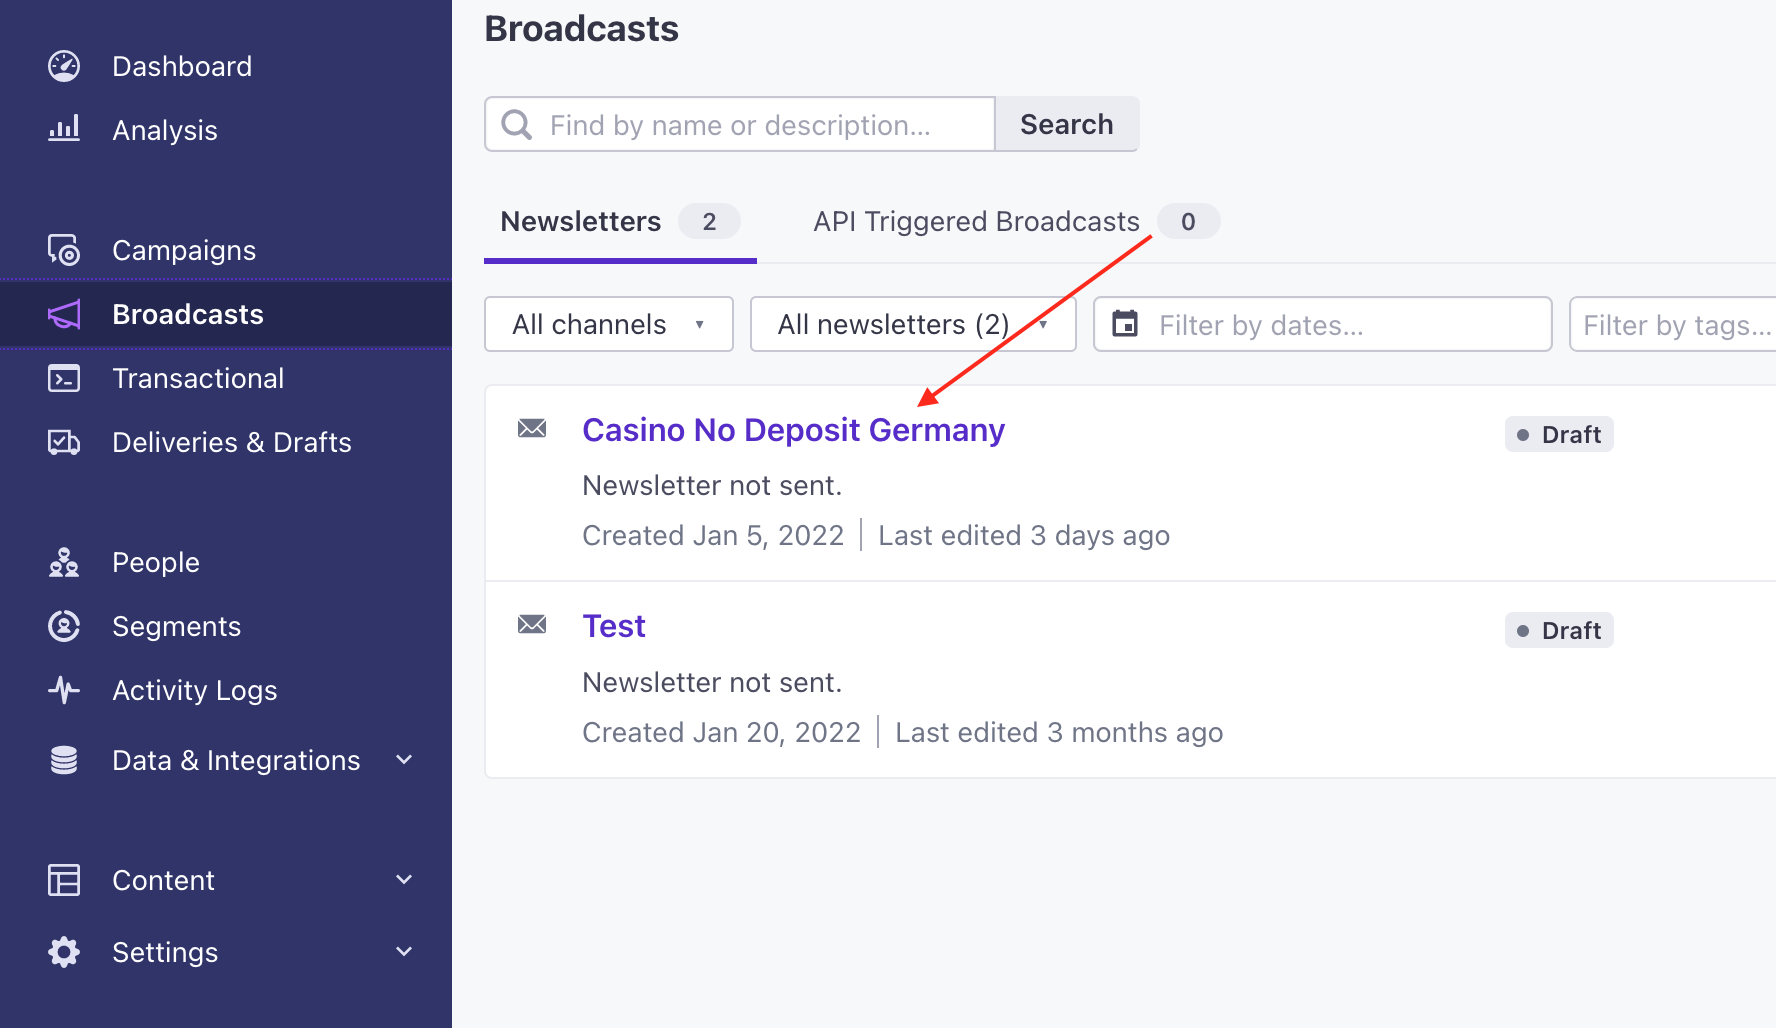 Dashboard
Analysis
Campaigns
Broadcasts
Transactional
Deliveries & Drafts
People
Segments
Activity Logs
Data & Integrations
Content
Settings
Broadcasts
Find by name or description...
Search
Newsletters 2
API Triggered Broadcasts 0
All channels
All newsletters (2)
Filter by dates...
Filter by tags...
Casino No Deposit Germany
Draft
Newsletter not sent.
Created Jan 5, 2022 | Last edited 3 days ago
Test
Draft
Newsletter not sent.
Created Jan 20, 2022 | Last edited 3 months ago